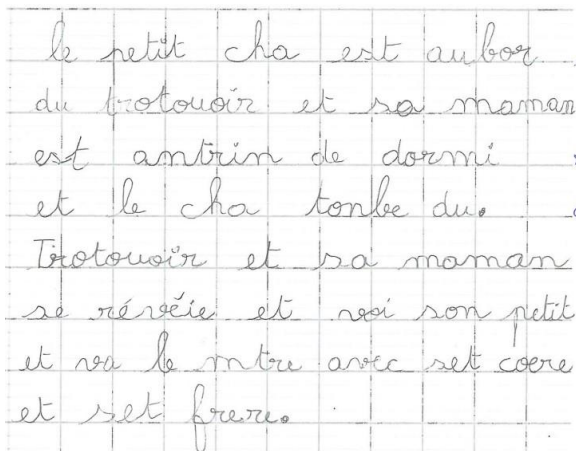 le petit cha est aubor
du trotouoir et sa maman
est antrin de dormi
et le cha tonbe du.
Trotouoir et sa maman
se révèie et voi son petit
et va le mtre avec set coere
et set frere.